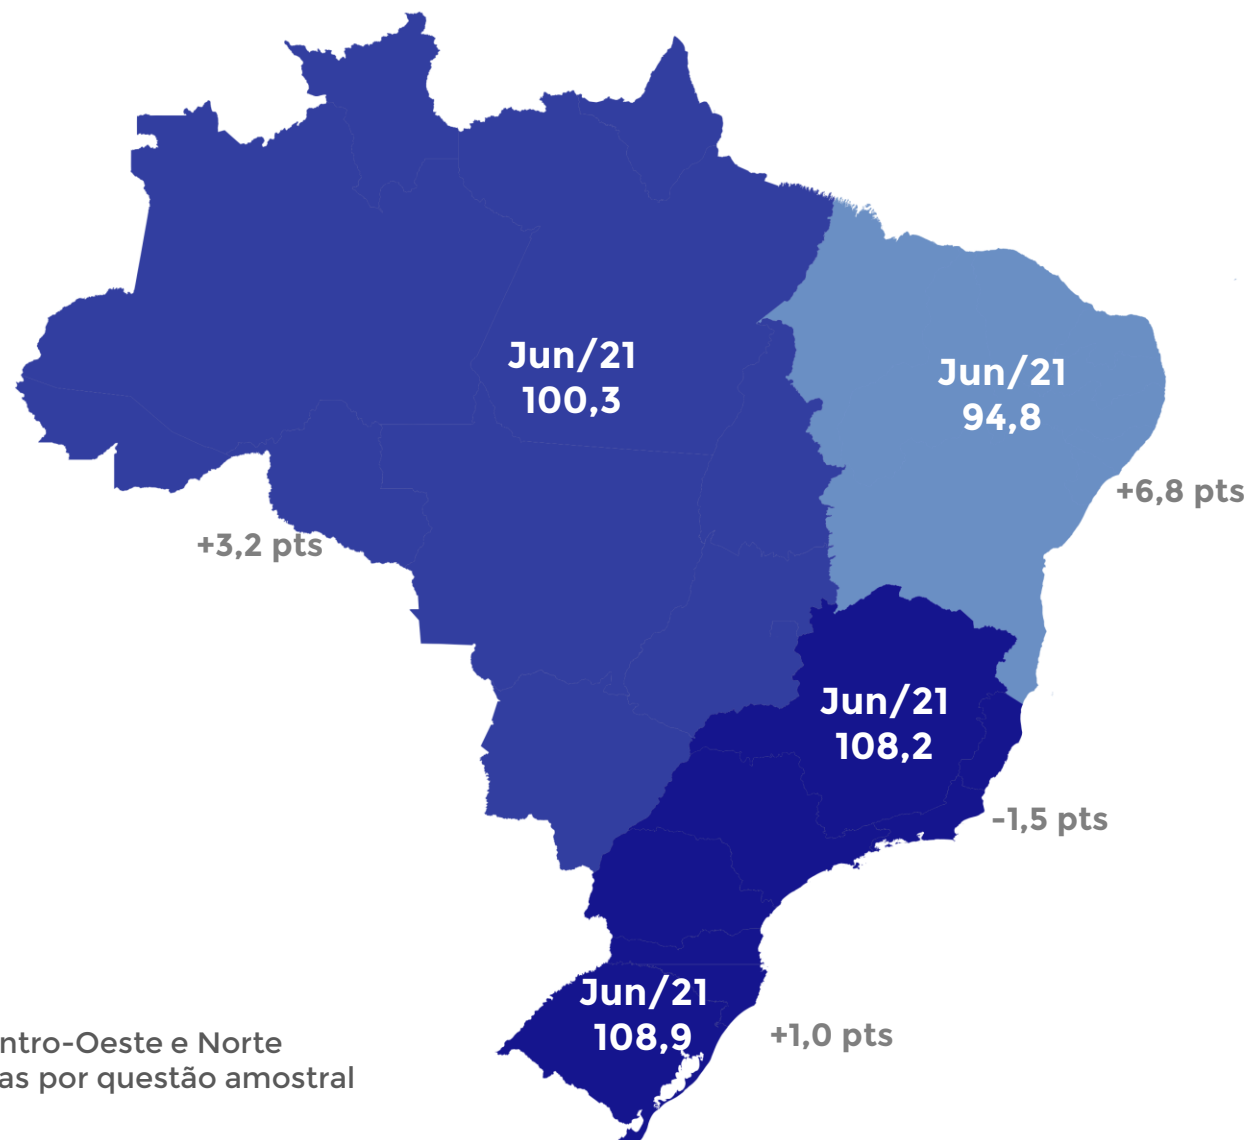 Jun/21
100,3
Jun/21
94,8
+6,8 pts
+3,2 pts
Jun/21
108,2
-1,5 pts
Jun/21
108,9
+1,0 pts
ntro-Oeste e Norte
as por questão amostral